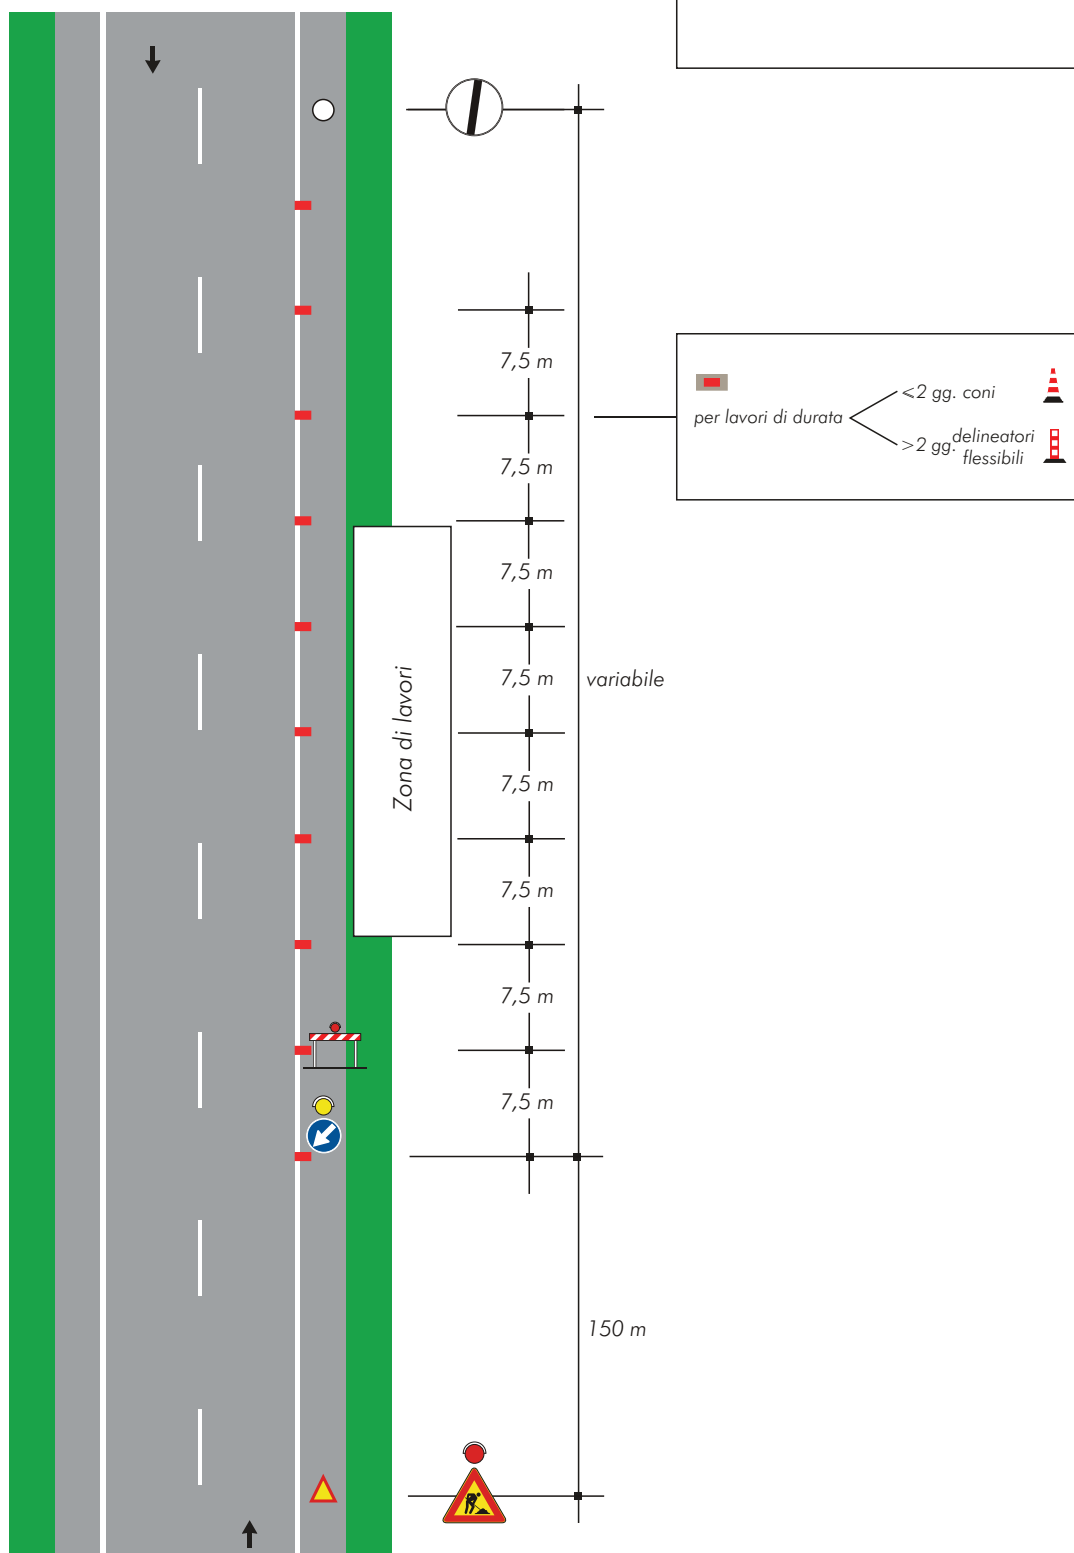 7,5 m
per lavori di durata
⩽2 gg. coni
>2 gg. delineatori
flessibili
7,5 m
7,5 m
7,5 m
variabile
Zona di lavori
7,5 m
7,5 m
7,5 m
7,5 m
150 m